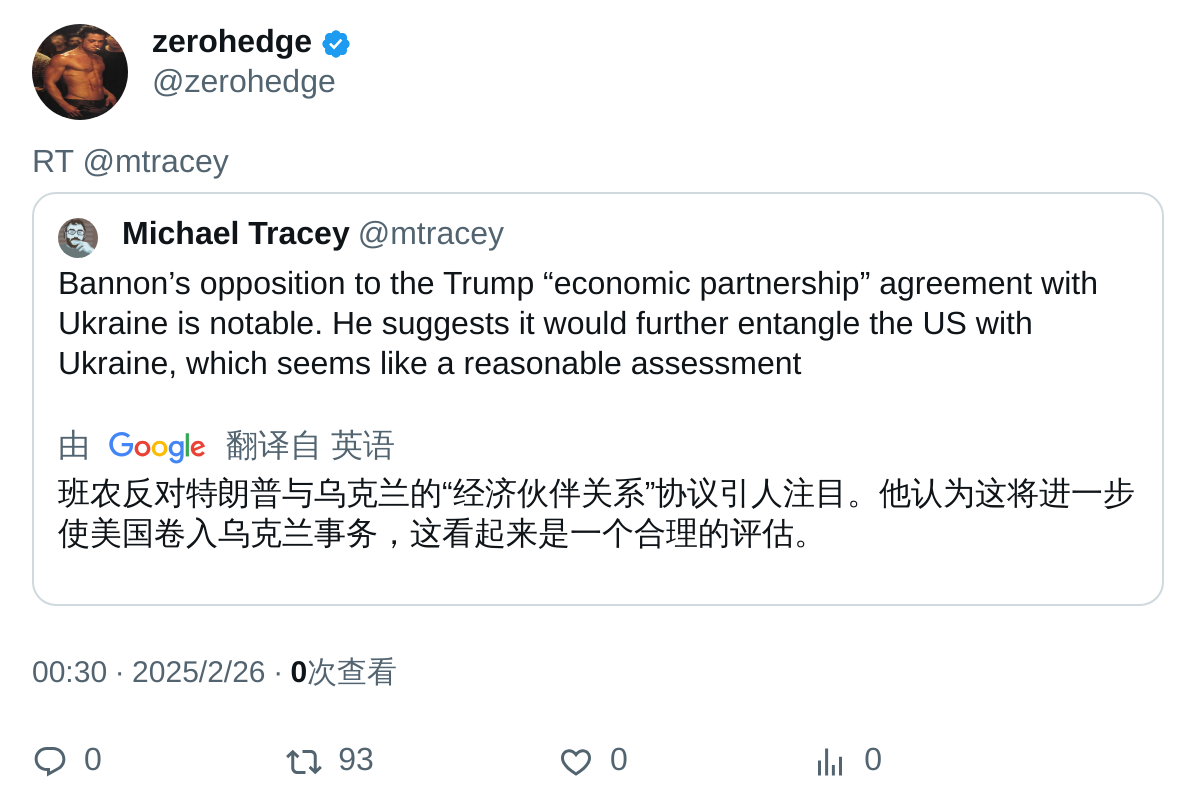 zerohedge
@zerohedge
RT @mtracey
Michael Tracey @mtracey
Bannon’s opposition to the Trump “economic partnership” agreement with
Ukraine is notable. He suggests it would further entangle the US with
Ukraine, which seems like a reasonable assessment
由 Google 翻译自 英语
班农反对特朗普与乌克兰的“经济伙伴关系”协议引人注目。他认为这将进一步
使美国卷入乌克兰事务，这看起来是一个合理的评估。
00:30 · 2025/2/26 · 0次查看
0 93 0 0